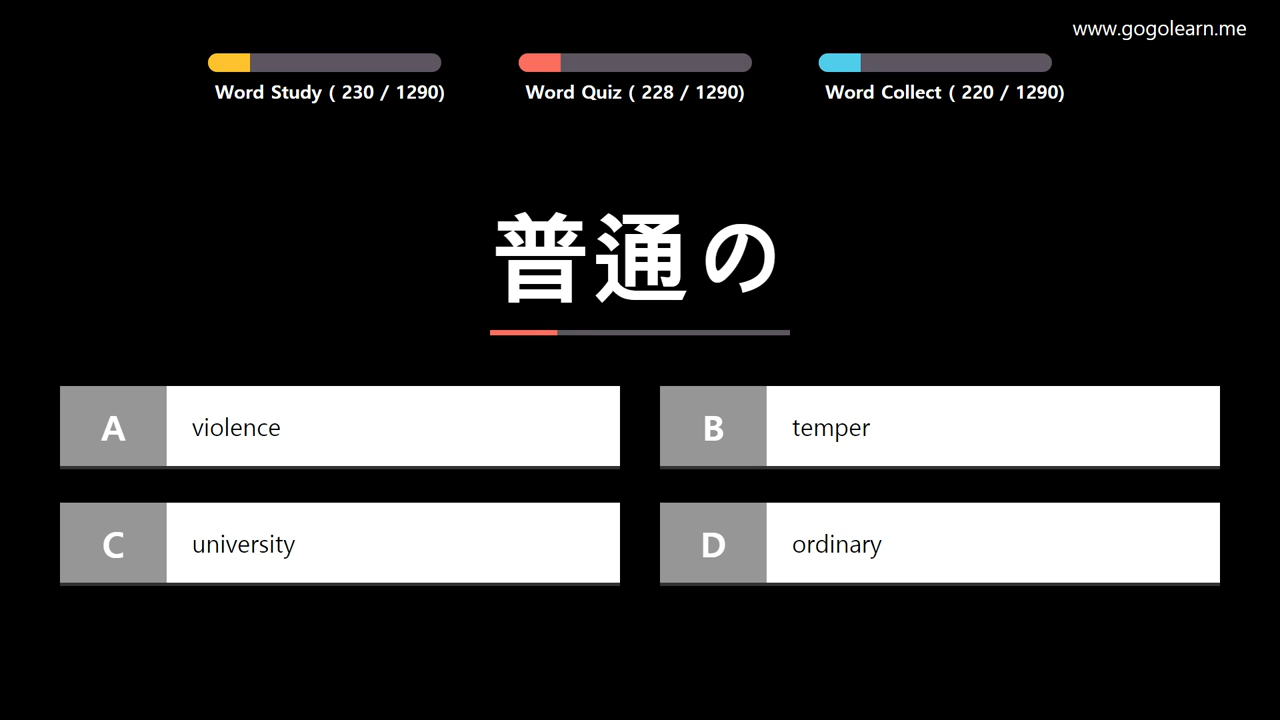 www.gogolearn.me
Word Study ( 230 / 1290)
Word Quiz ( 228 / 1290)
Word Collect ( 220 / 1290)
普通の
A violence
B temper
C university
D ordinary